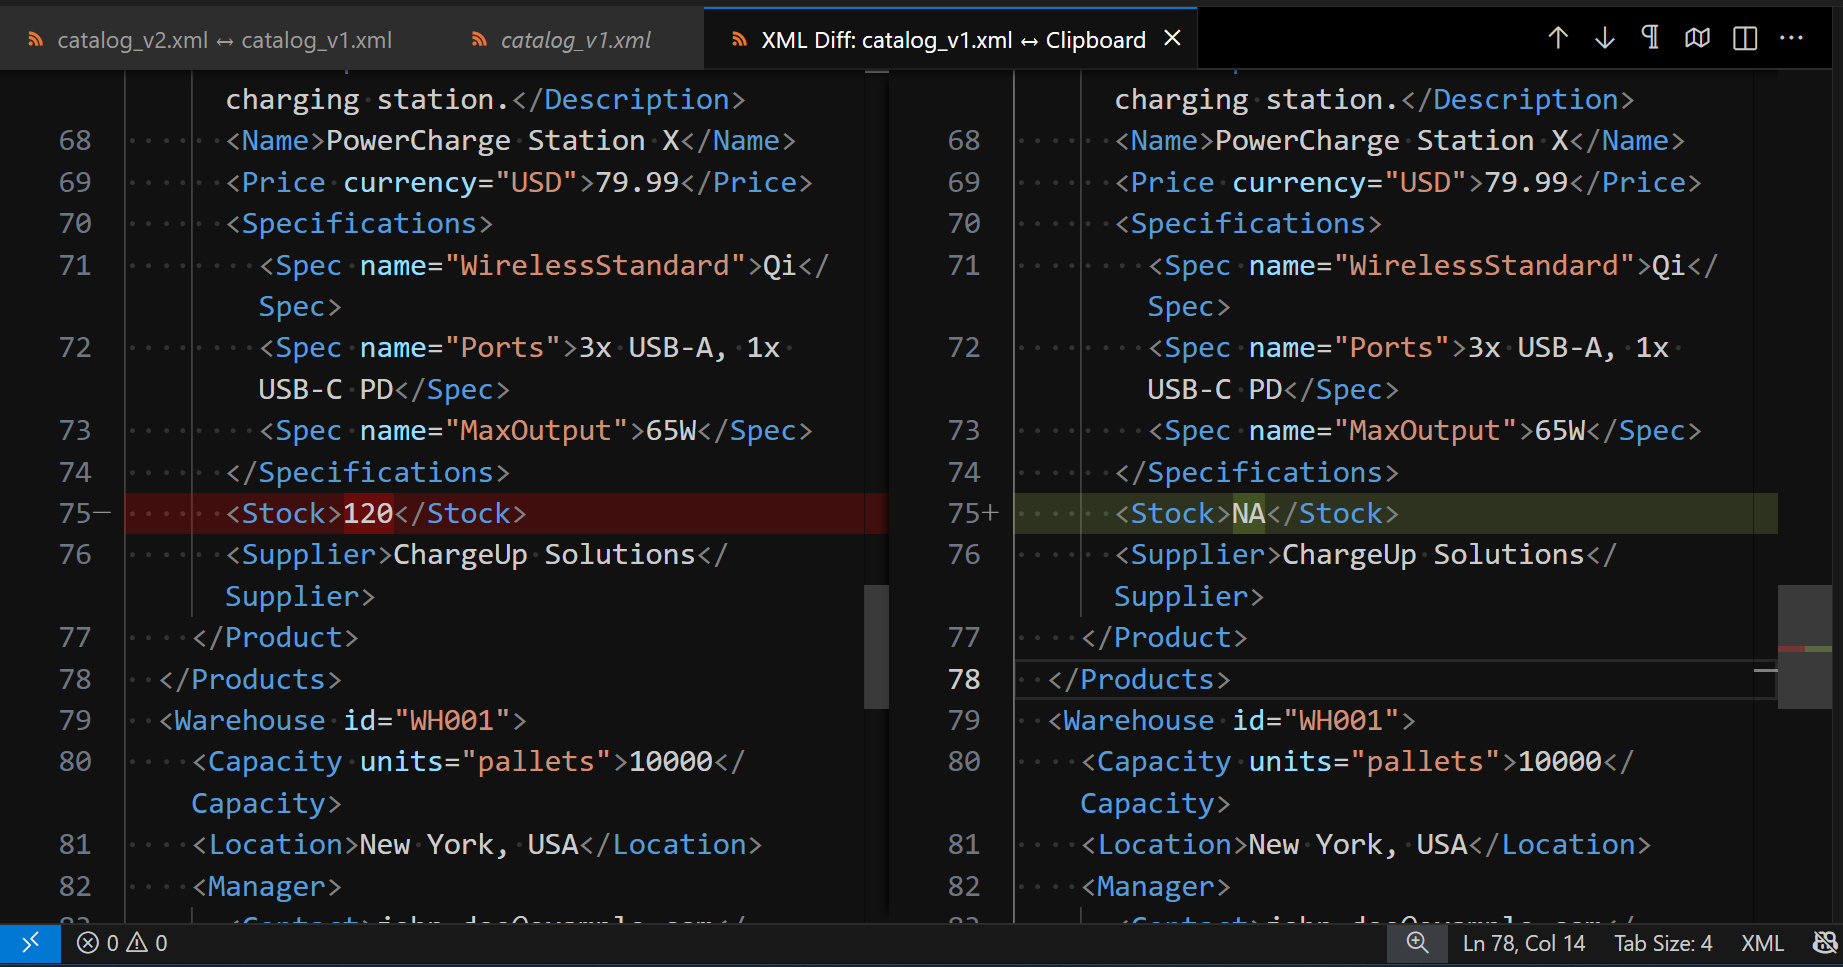 catalog_v2.xml ↔ catalog_v1.xml
catalog_v1.xml
XML Diff: catalog_v1.xml ↔ Clipboard
charging station.</Description>
68 <Name>PowerCharge Station X</Name>
69 <Price currency="USD">79.99</Price>
70 <Specifications>
71 <Spec name="WirelessStandard">Qi</
Spec>
72 <Spec name="Ports">3x USB-A, 1x
USB-C PD</Spec>
73 <Spec name="MaxOutput">65W</Spec>
74 </Specifications>
75— <Stock>120</Stock>
76 <Supplier>ChargeUp Solutions</
Supplier>
77 </Product>
78 </Products>
79 <Warehouse id="WH001">
80 <Capacity units="pallets">10000</
Capacity>
81 <Location>New York, USA</Location>
82 <Manager>
charging station.</Description>
68 <Name>PowerCharge Station X</Name>
69 <Price currency="USD">79.99</Price>
70 <Specifications>
71 <Spec name="WirelessStandard">Qi</
Spec>
72 <Spec name="Ports">3x USB-A, 1x
USB-C PD</Spec>
73 <Spec name="MaxOutput">65W</Spec>
74 </Specifications>
75+ <Stock>NA</Stock>
76 <Supplier>ChargeUp Solutions</
Supplier>
77 </Product>
78 </Products>
79 <Warehouse id="WH001">
80 <Capacity units="pallets">10000</
Capacity>
81 <Location>New York, USA</Location>
82 <Manager>
0 0
Ln 78, Col 14
Tab Size: 4
XML